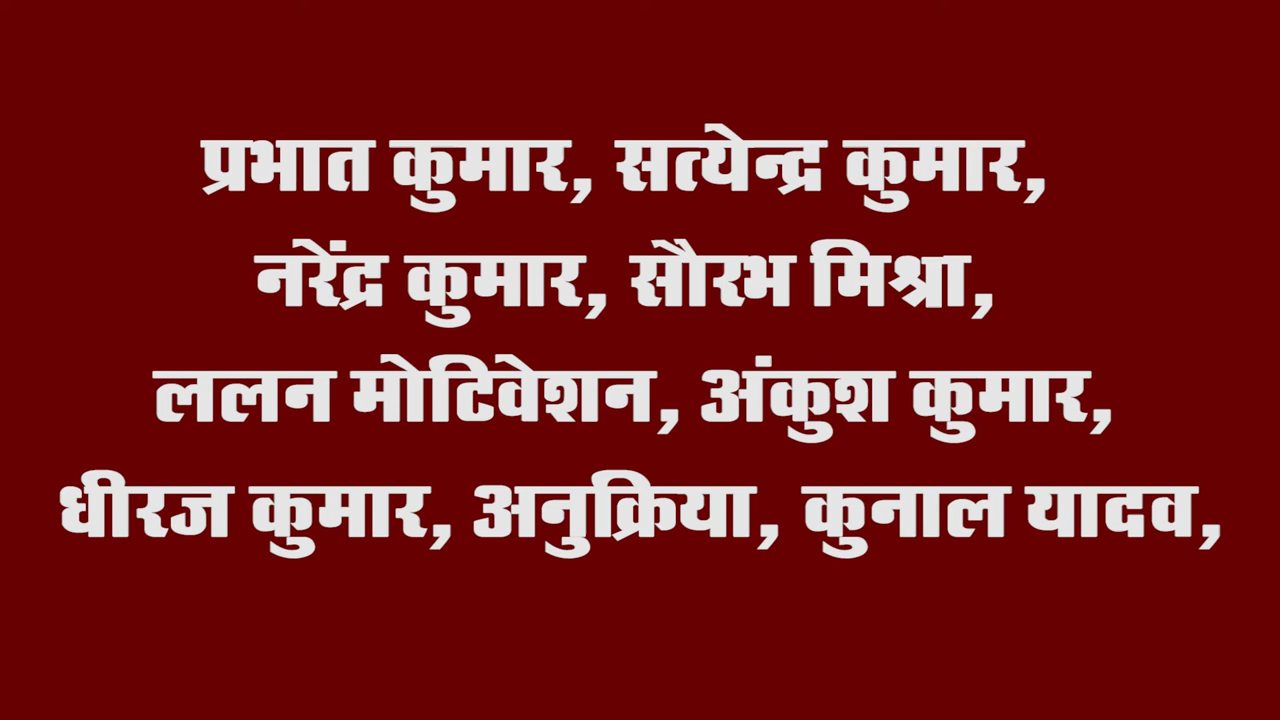 प्रभात कुमार, सत्येन्द्र कुमार,
नरेंद्र कुमार, सौरभ मिश्रा,
ललन मोटिवेशन, अंकुश कुमार,
धीरज कुमार, अनुक्रिया, कुनाल यादव,